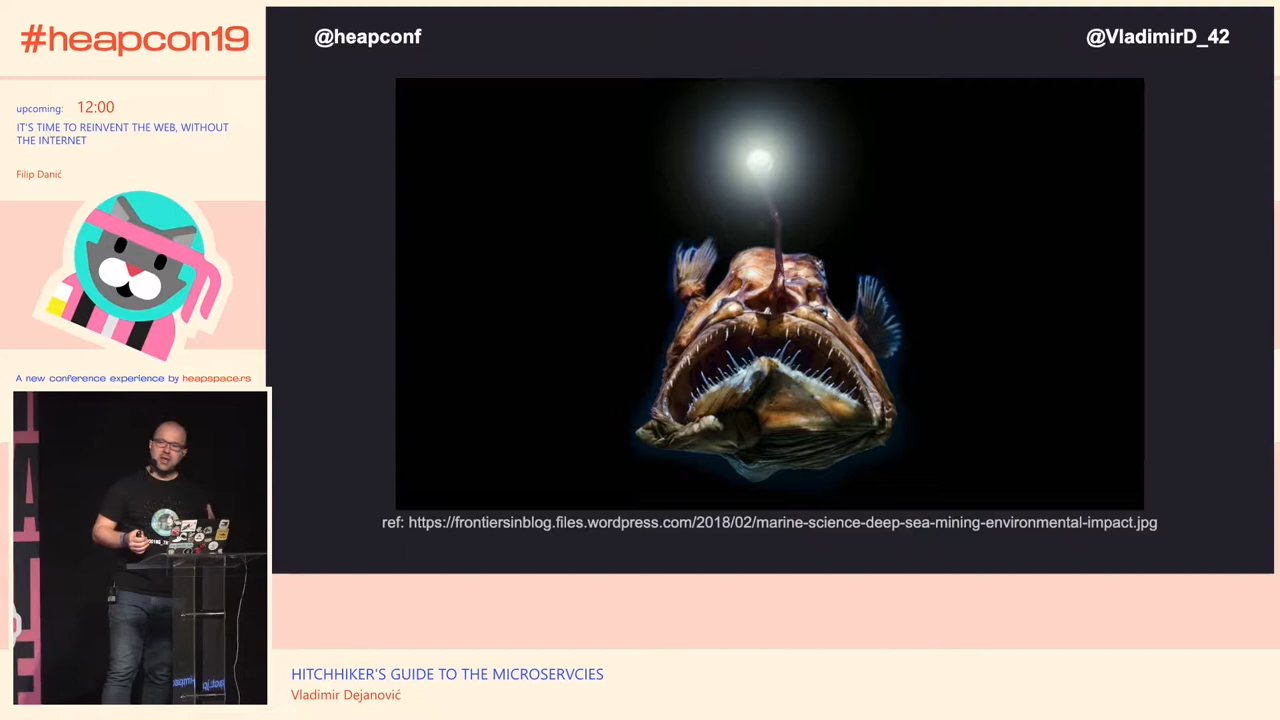 #heapcon19
upcoming: 12:00
IT'S TIME TO REINVENT THE WEB, WITHOUT
THE INTERNET
Filip Danić
A new conference experience by heapspace.rs
@heapconf
@VladimirD_42
ref: https://frontiersinblog.files.wordpress.com/2018/02/marine-science-deep-sea-mining-environmental-impact.jpg
HITCHHIKER'S GUIDE TO THE MICROSERVCIES
Vladimir Dejanović